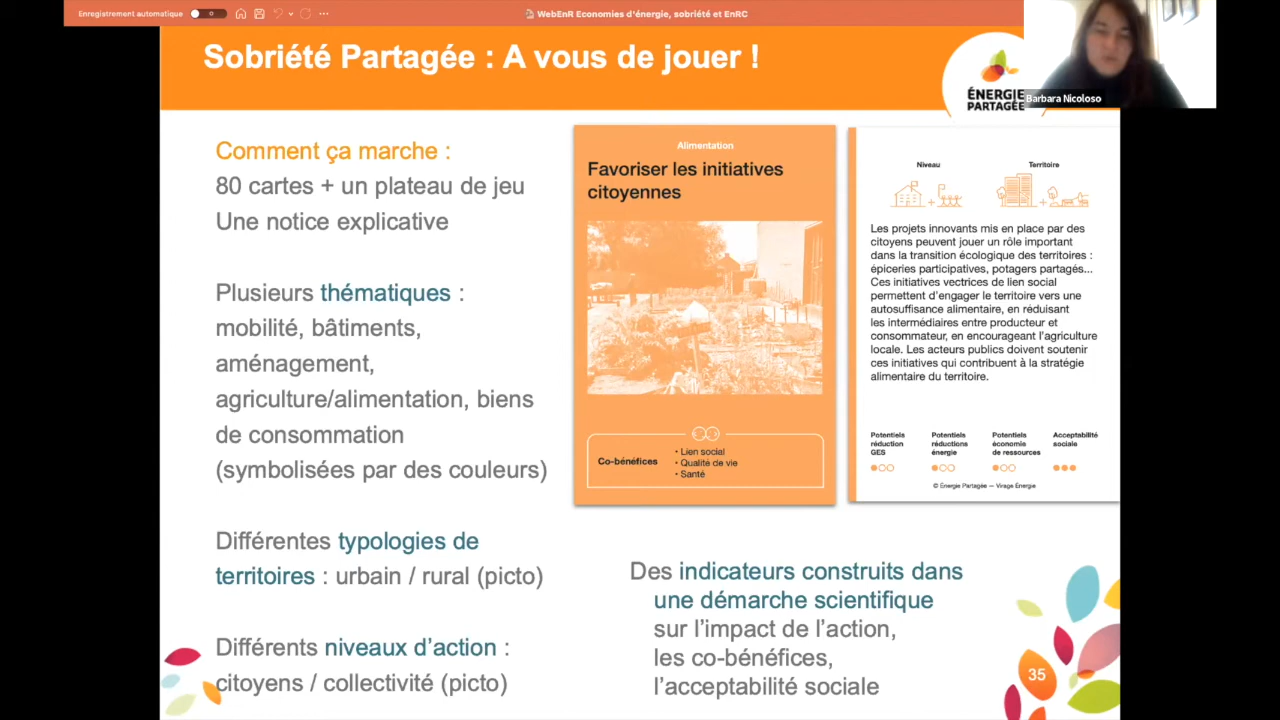 Enregistrement automatique
WebEnR Economies d'énergie, sobriété et EnRC
Sobriété Partagée : A vous de jouer !
ÉNERGIE
PARTAGÉE
Barbara Nicoloso
Comment ça marche :
80 cartes + un plateau de jeu
Une notice explicative
Plusieurs thématiques :
mobilité, bâtiments,
aménagement,
agriculture/alimentation, biens
de consommation
(symbolisées par des couleurs)
Différentes typologies de
territoires : urbain / rural (picto)
Différents niveaux d'action :
citoyens / collectivité (picto)
Alimentation
Favoriser les initiatives
citoyennes
Co-bénéfices
• Lien social
• Qualité de vie
• Santé
Niveau
Territoire
Les projets innovants mis en place par des
citoyens peuvent jouer un rôle important
dans la transition écologique des territoires :
épiceries participatives, potagers partagés...
Ces initiatives vectrices de lien social
permettent d'engager le territoire vers une
autosuffisance alimentaire, en réduisant
les intermédiaires entre producteur et
consommateur, en encourageant l'agriculture
locale. Les acteurs publics doivent soutenir
ces initiatives qui contribuent à la stratégie
alimentaire du territoire.
Potentiels
réduction
GES
Potentiels
réductions
énergie
Potentiels
économie
de ressources
Acceptabilité
sociale
© Énergie Partagée — Virage Énergie
Des indicateurs construits dans
une démarche scientifique
sur l'impact de l'action,
les co-bénéfices,
l'acceptabilité sociale
35